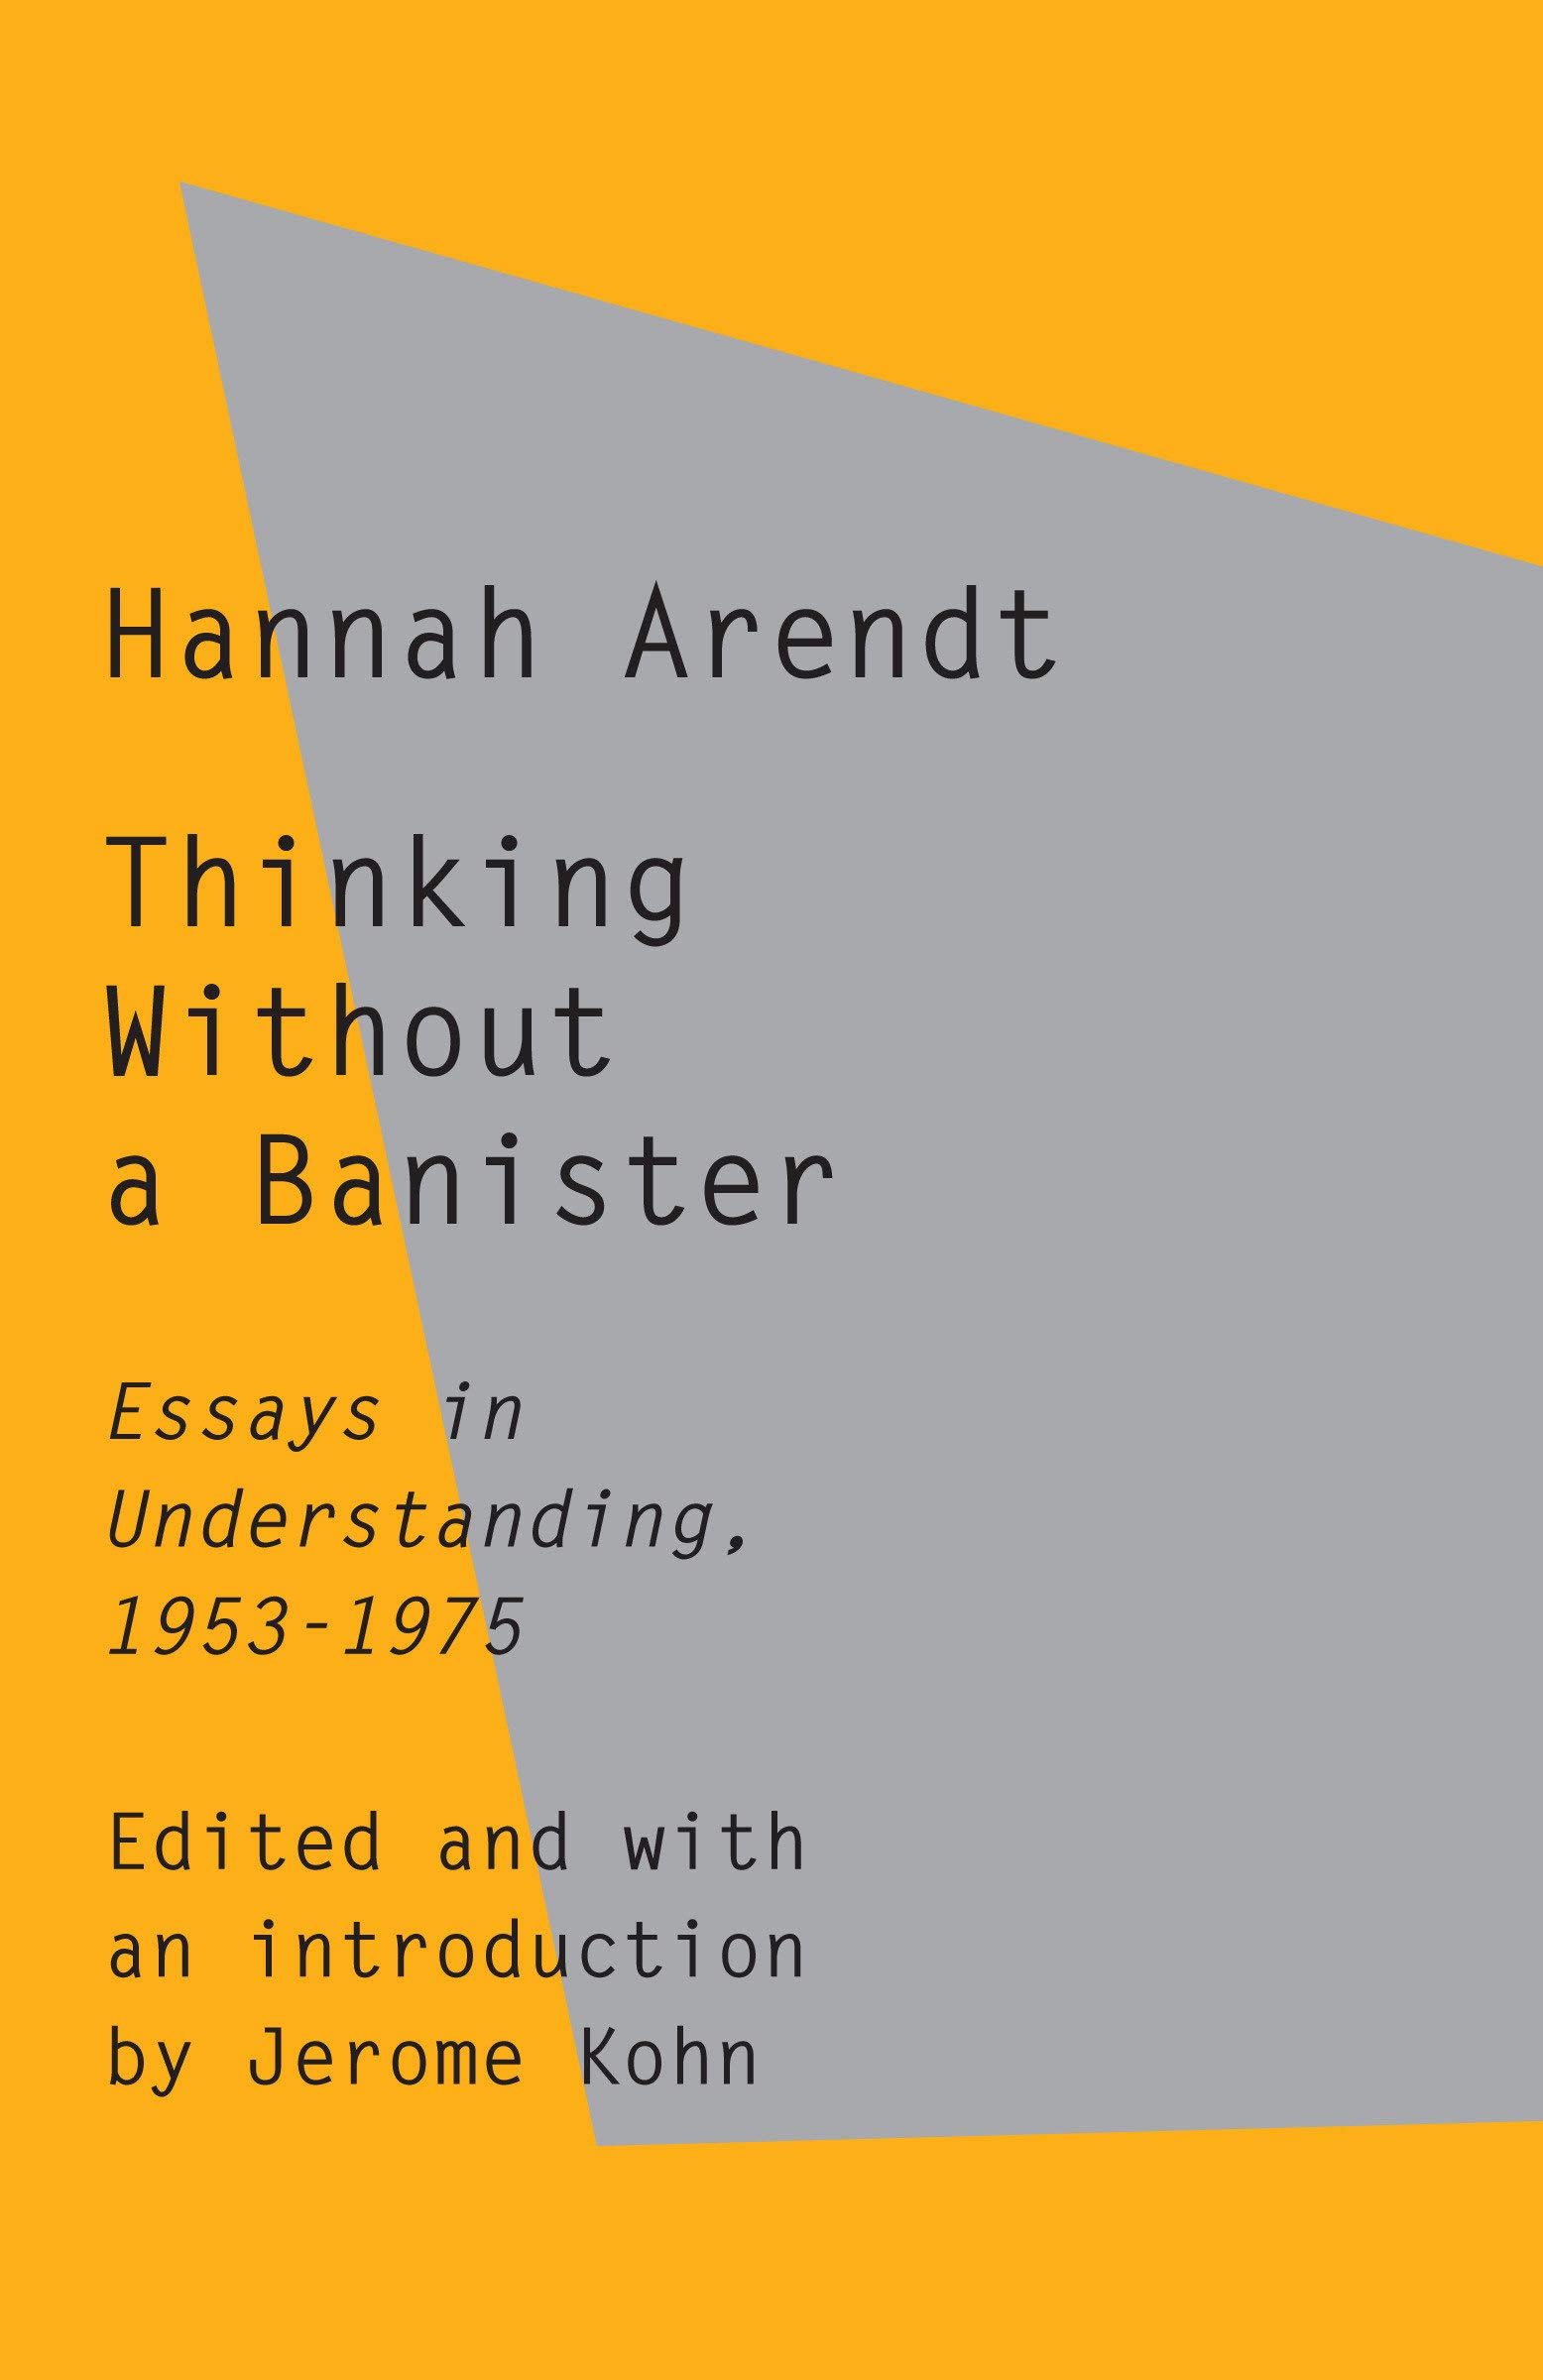 Hannah Arendt
Thinking
Without
a Banister
Essays in
Understanding,
1953-1975
Edited and with
an introduction
by Jerome Kohn